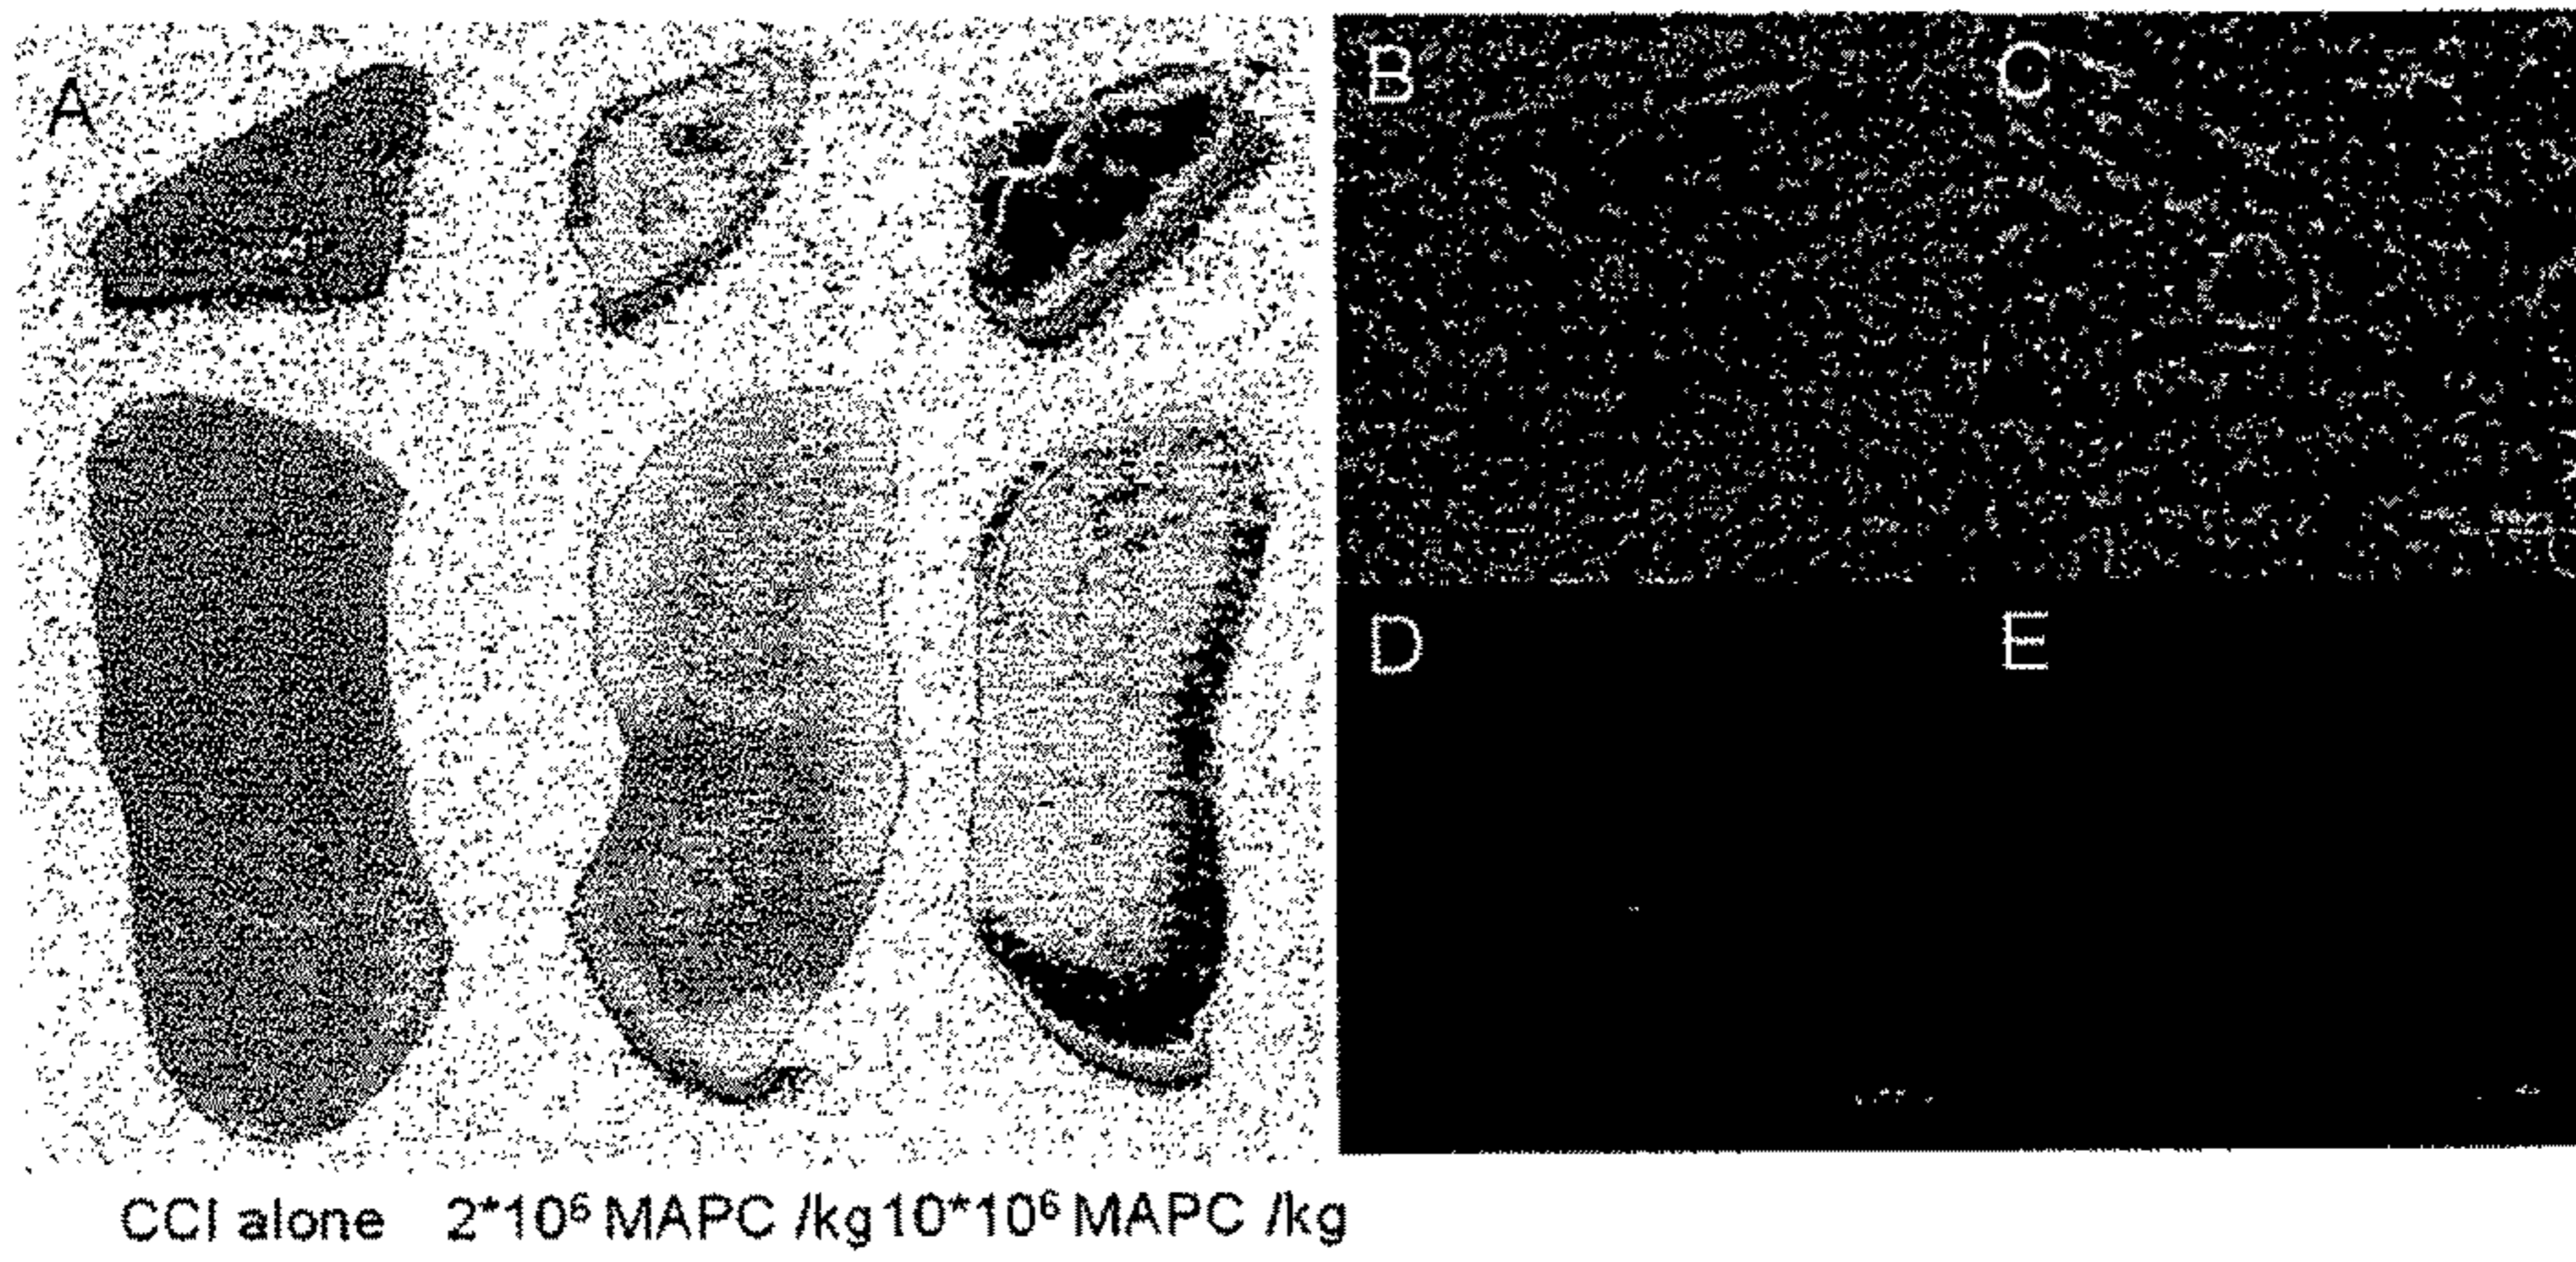 A
B
C
D
E
CCI alone 2*10⁶ MAPC /kg 10*10⁶ MAPC /kg